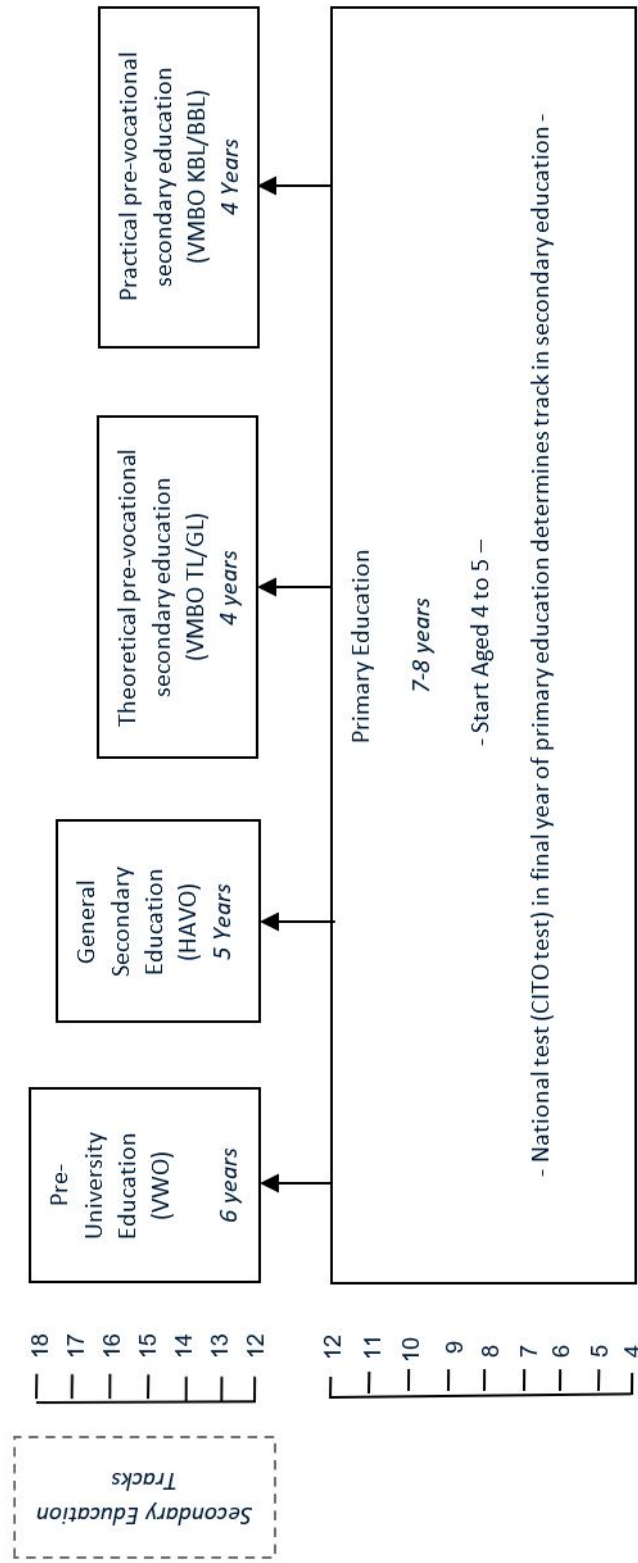 Secondary Education
Tracks
18
17
16
15
14
13
12
Pre-
University
Education
(VWO)
6 years
General
Secondary
Education
(HAVO)
5 Years
Theoretical pre-vocational
secondary education
(VMBO TL/GL)
4 years
Practical pre-vocational
secondary education
(VMBO KBL/BBL)
4 Years
12
11
10
9
8
7
6
5
4
Primary Education
7-8 years
- Start Aged 4 to 5 –
- National test (CITO test) in final year of primary education determines track in secondary education -